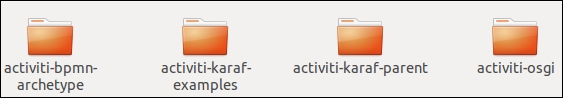 activiti-bpmn-
archetype
activiti-karaf-
examples
activiti-karaf-parent
activiti-osgi